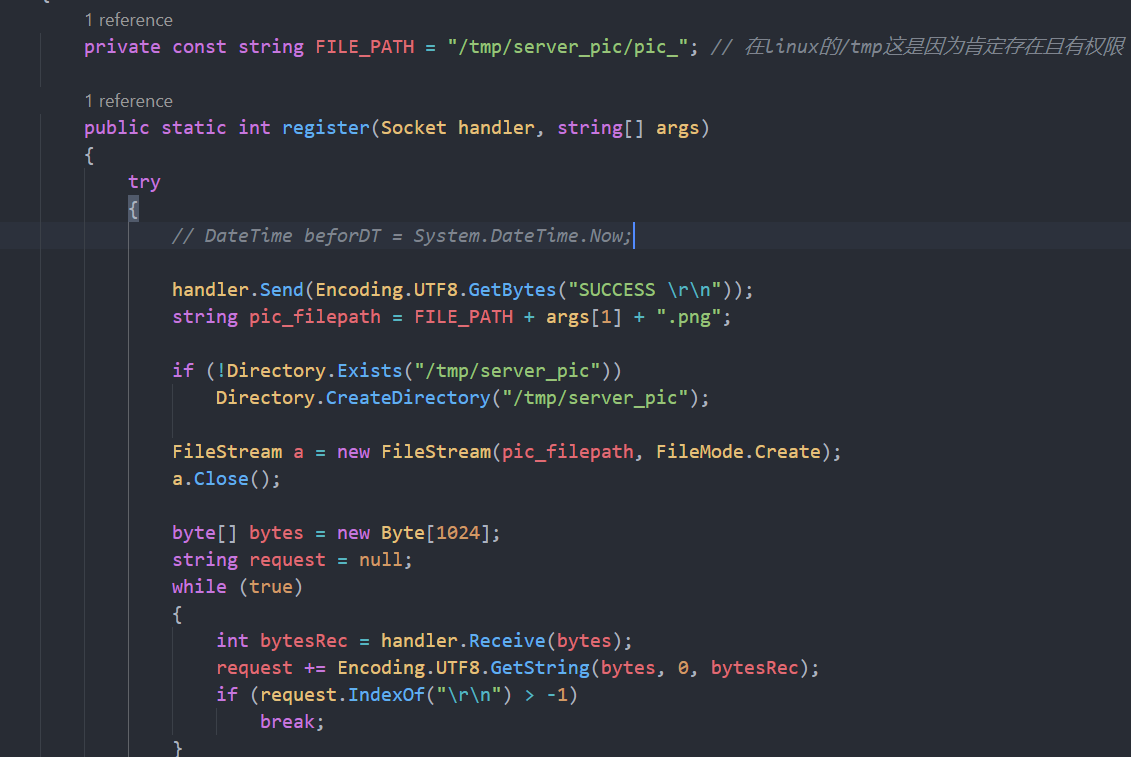 1 reference
private const string FILE_PATH = "/tmp/server_pic/pic_"; // 在linux的/tmp这是因为肯定存在且有权限
1 reference
public static int register(Socket handler, string[] args)
{
try
{
// DateTime beforDT = System.DateTime.Now;
handler.Send(Encoding.UTF8.GetBytes("SUCCESS \r\n"));
string pic_filepath = FILE_PATH + args[1] + ".png";
if (!Directory.Exists("/tmp/server_pic"))
Directory.CreateDirectory("/tmp/server_pic");
FileStream a = new FileStream(pic_filepath, FileMode.Create);
a.Close();
byte[] bytes = new Byte[1024];
string request = null;
while (true)
{
int bytesRec = handler.Receive(bytes);
request += Encoding.UTF8.GetString(bytes, 0, bytesRec);
if (request.IndexOf("\r\n") > -1)
break;
}